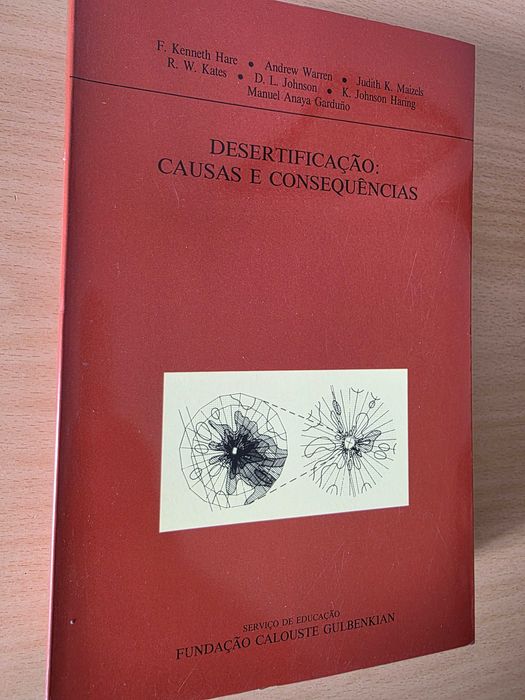 F. Kenneth Hare • Andrew Warren • Judith K. Maizels
R. W. Kates • D. L. Johnson • K. Johnson Haring
Manuel Anaya Garduño
DESERTIFICAÇÃO:
CAUSAS E CONSEQUÊNCIAS
SERVIÇO DE EDUCAÇÃO
FUNDAÇÃO CALOUSTE GULBENKIAN